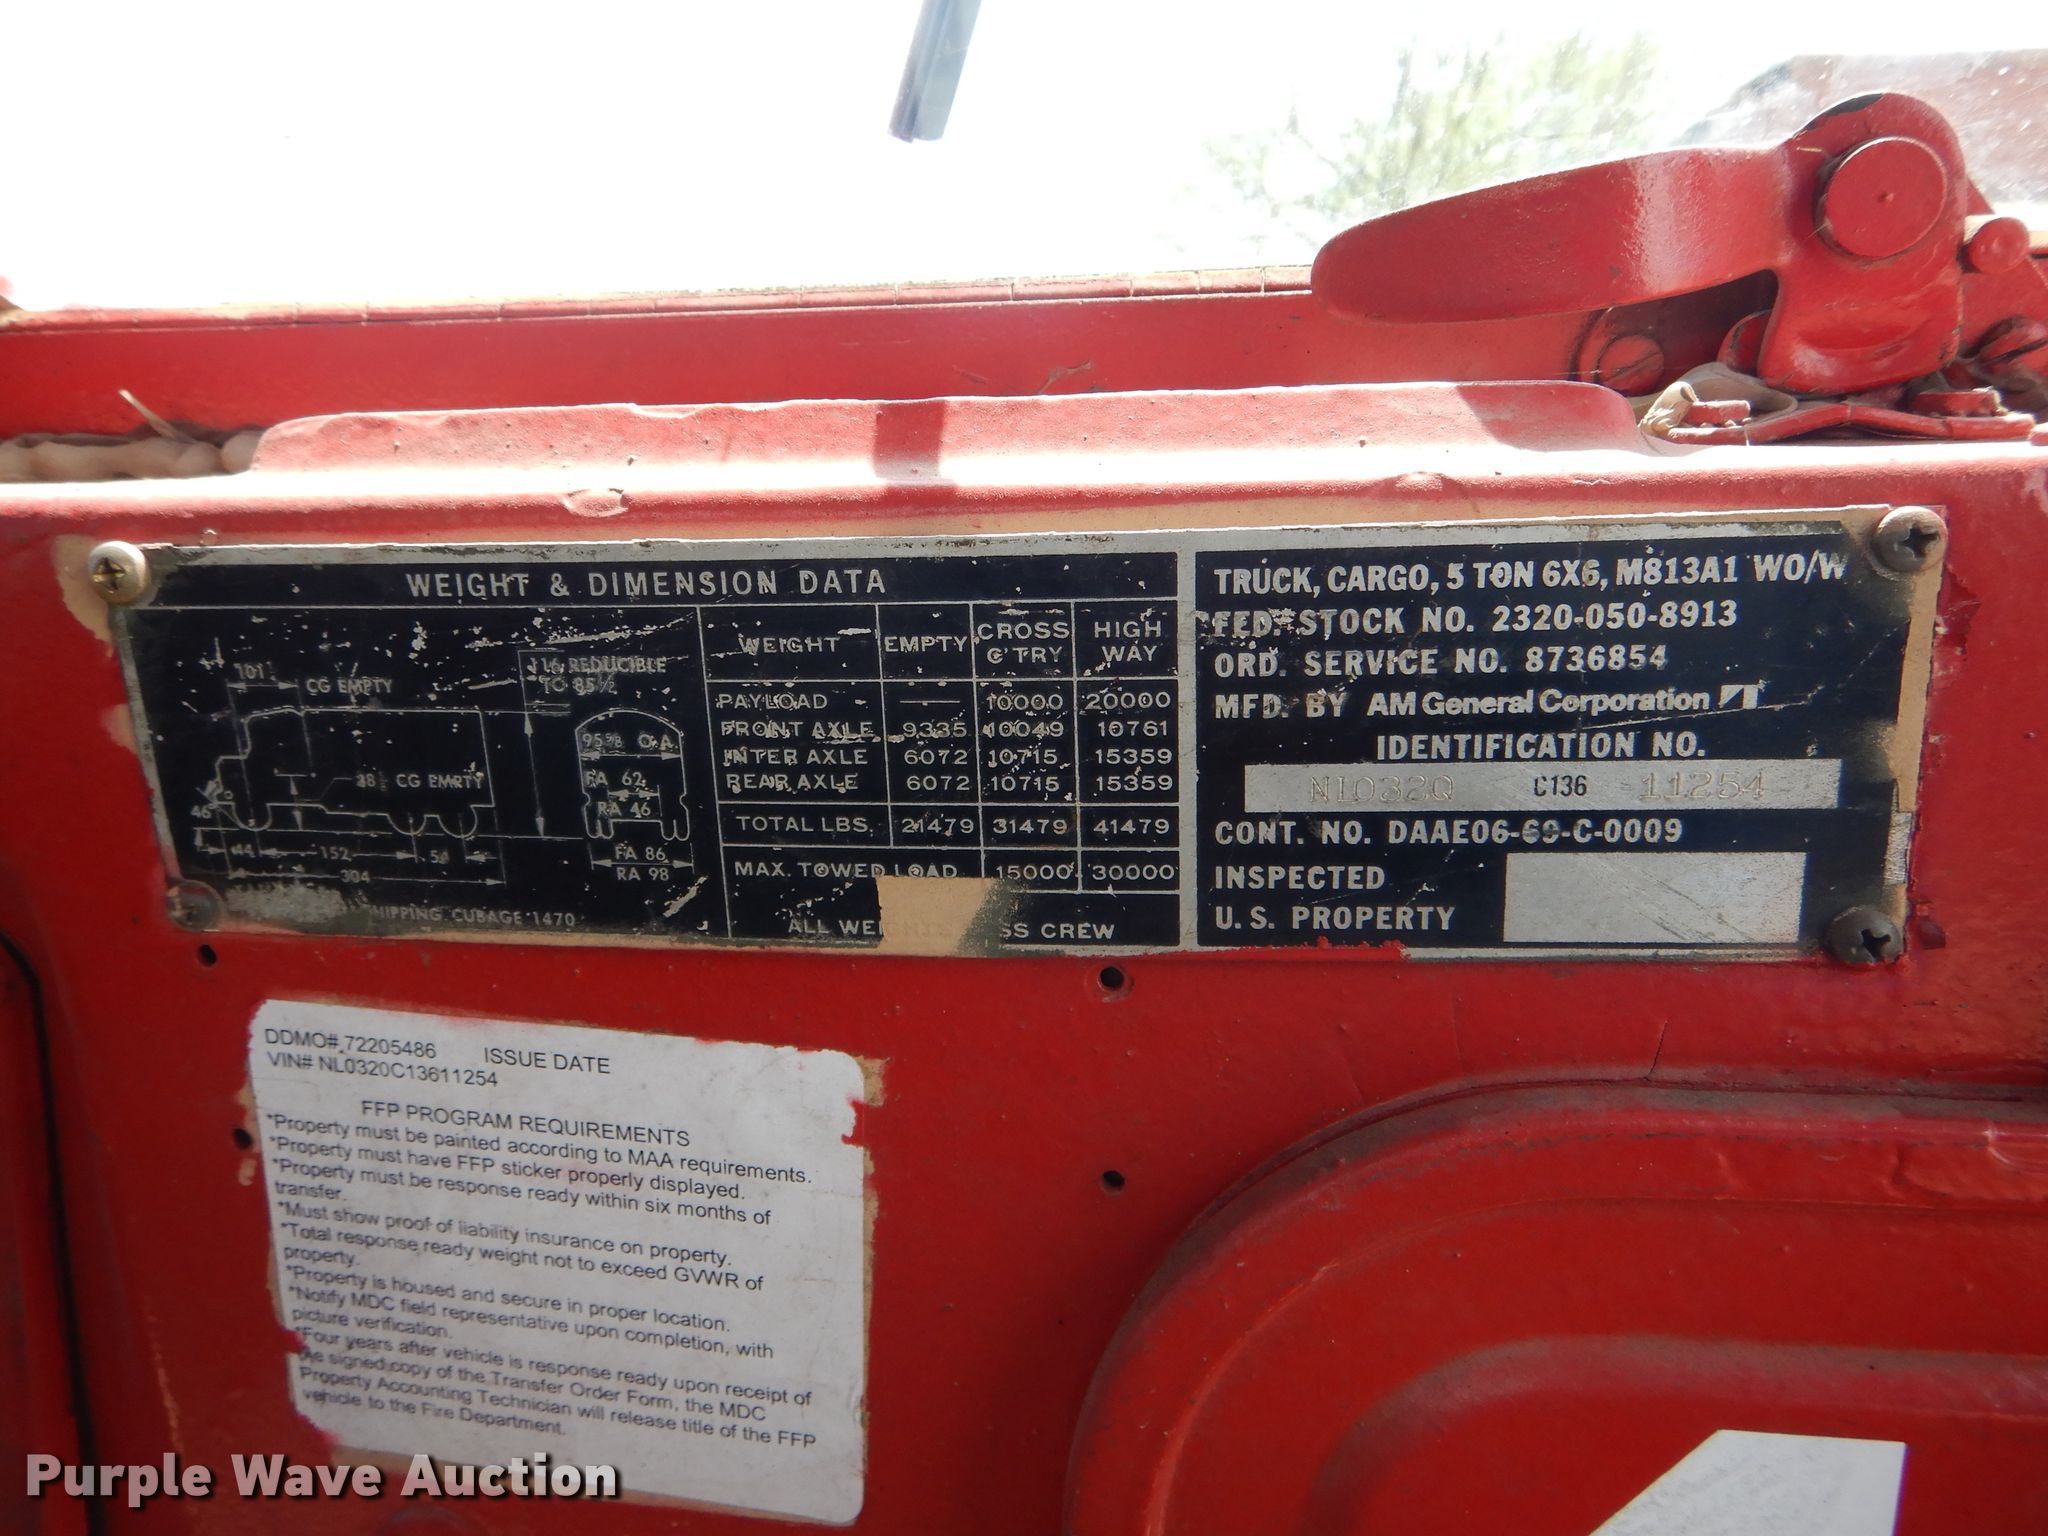 WEIGHT & DIMENSION DATA
101
CG EMPTY
116 REDUCIBLE
TO 85½
95⅝ O.A.
CG EMPTY
FA 62
RA 46
46
44 152 54
304
FA 86
RA 98
SHIPPING CUBAGE 1470
WEIGHT EMPTY CROSS C'TRY HIGH WAY
PAYLOAD — 10000 20000
FRONT AXLE 9335 10049 10761
INTER AXLE 6072 10715 15359
REAR AXLE 6072 10715 15359
TOTAL LBS. 21479 31479 41479
MAX. TOWED LOAD 15000 30000
ALL CREW
TRUCK, CARGO, 5 TON 6X6, M813A1 WO/W
FED. STOCK NO. 2320-050-8913
ORD. SERVICE NO. 8736854
MFD. BY AM General Corporation
IDENTIFICATION NO.
NL032Q C136 11254
CONT. NO. DAAE06-69-C-0009
INSPECTED
U.S. PROPERTY
DDMO# 72205486 ISSUE DATE
VIN# NL0320C13611254
FFP PROGRAM REQUIREMENTS
*Property must be painted according to MAA requirements.
*Property must have FFP sticker properly displayed.
*Property must be response ready within six months of
transfer.
*Must show proof of liability insurance on property.
*Total response ready weight not to exceed GVWR of
property.
*Property is housed and secure in proper location.
*Notify MDC field representative upon completion, with
picture verification.
*Four years after vehicle is response ready upon receipt of
he signed copy of the Transfer Order Form, the MDC
Property Accounting Technician will release title of the FFP
vehicle to the Fire Department.
Purple Wave Auction